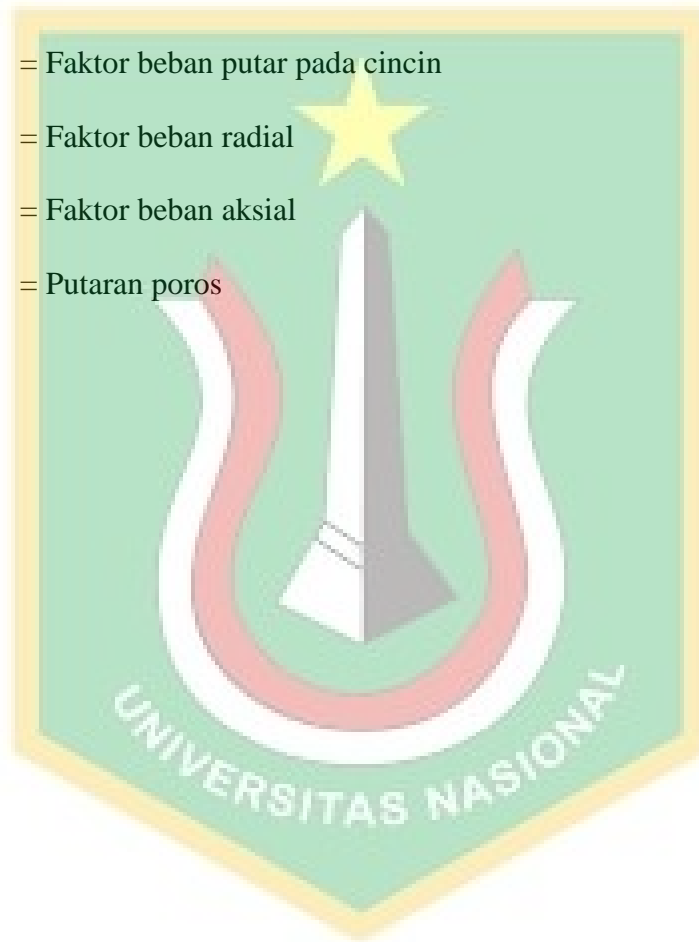 = Faktor beban putar pada cincin
= Faktor beban radial
= Faktor beban aksial
= Putaran poros
UNIVERSITAS NASIONAL